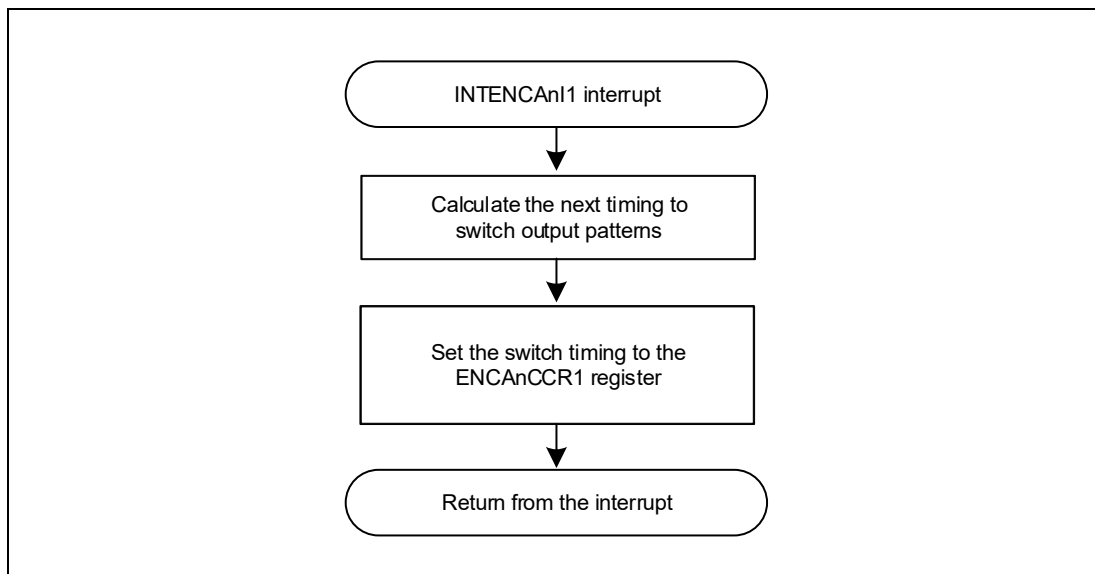 INTENCAnI1 interrupt
Calculate the next timing to
switch output patterns
Set the switch timing to the
ENCAnCCR1 register
Return from the interrupt